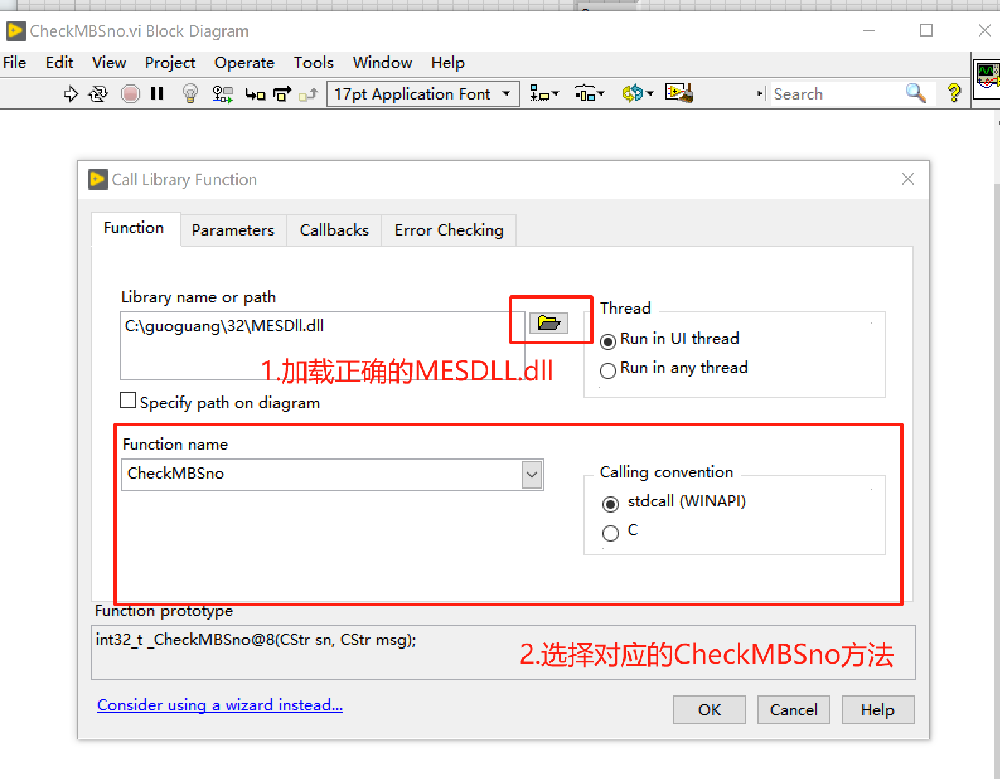 CheckMBSno.vi Block Diagram
File Edit View Project Operate Tools Window Help
17pt Application Font Search
Call Library Function
Function Parameters Callbacks Error Checking
Library name or path
C:\guoguang\32\MESDll.dll
Thread
Run in UI thread
Run in any thread
1.加载正确的MESDLL.dll
Specify path on diagram
Function name
CheckMBSno
Calling convention
stdcall (WINAPI)
C
Function prototype
int32_t _CheckMBSno@8(CStr sn, CStr msg);
2.选择对应的CheckMBSno方法
Consider using a wizard instead...
OK Cancel Help